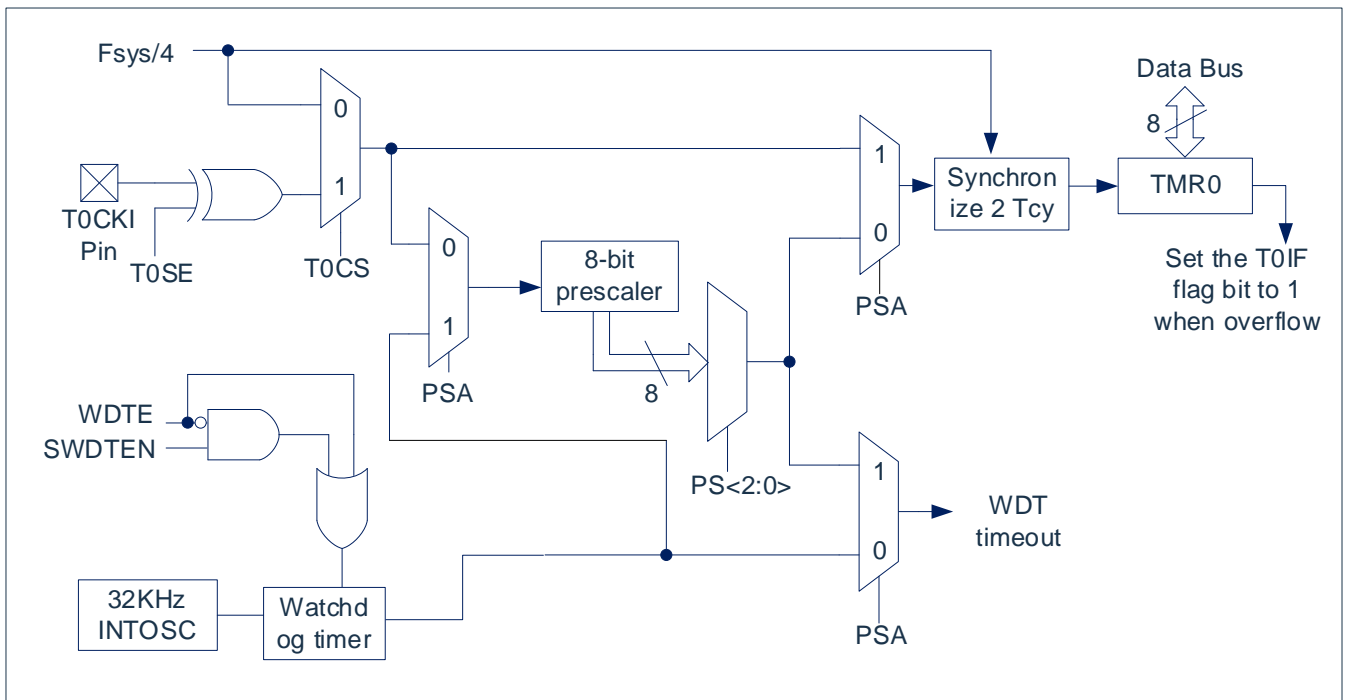 Fsys/4
Data Bus
8
0
1
1
0
T0CKI
Pin
T0SE
T0CS
Synchron
ize 2 Tcy
TMR0
Set the T0IF
flag bit to 1
when overflow
PSA
0
1
PSA
8-bit
prescaler
8
PS<2:0>
WDTE
SWDTEN
1
0
PSA
WDT
timeout
32KHz
INTOSC
Watchd
og timer